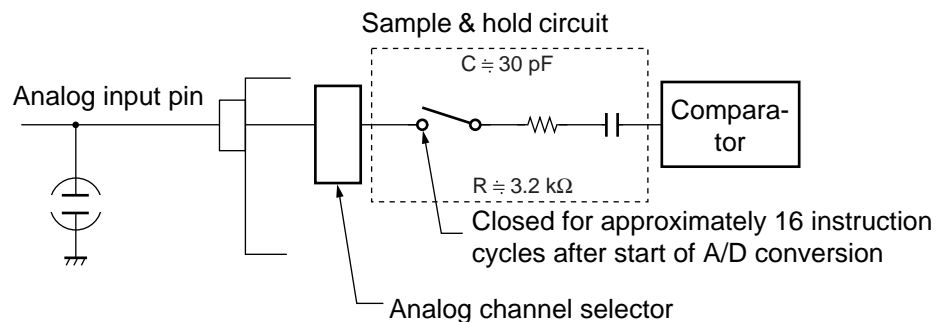 Sample & hold circuit
C ≒ 30 pF
Analog input pin
Compara-
tor
R ≒ 3.2 kΩ
Closed for approximately 16 instruction
cycles after start of A/D conversion
Analog channel selector